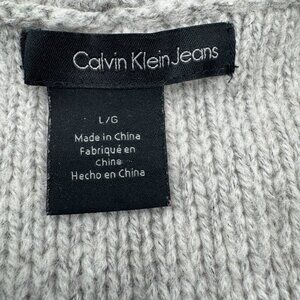 Calvin Klein Jeans
L/G
Made in China
Fabriqué en
Chine
Hecho en China